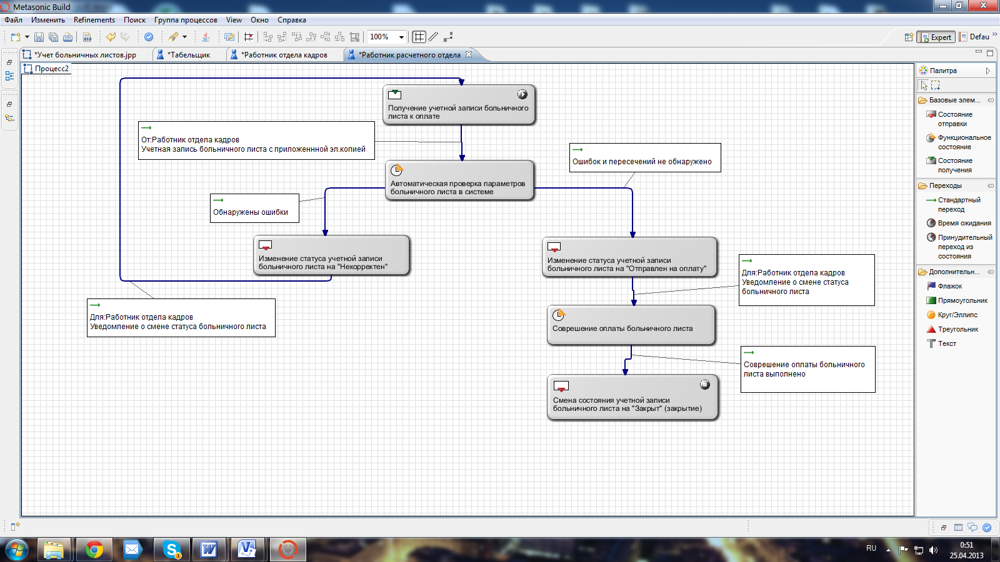 Metasonic Build
Файл Изменить Refinements Поиск Группа процессов View Окно Справка
100%
Expert
Defau
*Учет больничных листов.jpp
*Табельщик
*Работник отдела кадров
*Работник расчетного отдела
Процесс2
Получение учетной записи больничного
листа к оплате
От:Работник отдела кадров
Учетная запись больничного листа с приложеннной эл.копией
Ошибок и пересечений не обнаружено
Автоматическая проверка параметров
больничного листа в системе
Обнаружены ошибки
Изменение статуса учетной записи
больничного листа на "Некорректен"
Изменение статуса учетной записи
больничного листа на "Отправлен на оплату"
Для:Работник отдела кадров
Уведомление о смене статуса
больничного листа
Для:Работник отдела кадров
Уведомление о смене статуса больничного листа
Соврешение оплаты больничного листа
Соврешение оплаты больничного
листа выполнено
Смена состояния учетной записи
больничного листа на "Закрыт" (закрытие)
Палитра
Базовые элем...
Состояние
отправки
Функциональное
состояние
Состояние
получения
Переходы
Стандартный
переход
Время ожидания
Принудительный
переход из
состояния
Дополнительн...
Флажок
Прямоугольник
Круг/Эллипс
Треугольник
Текст
RU
0:51
25.04.2013